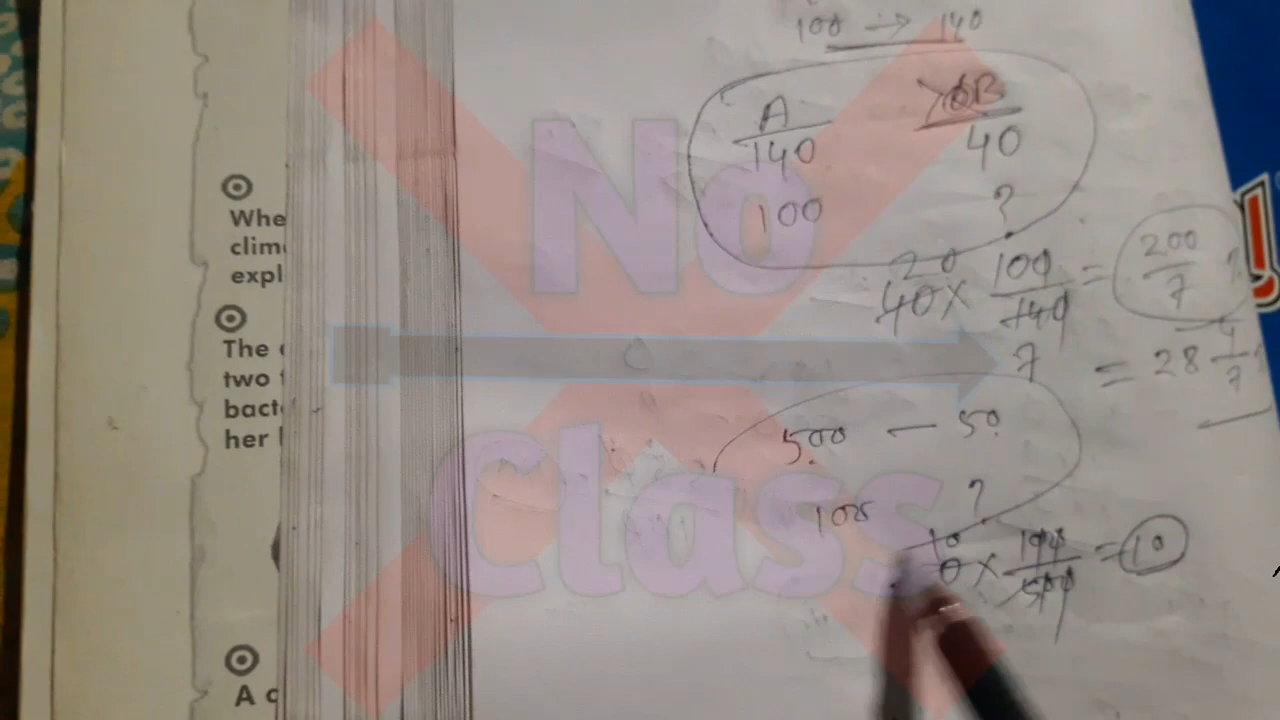 100 → 140
A
140 40
100 ?
20
40 × 100/140 = 200/7
7
= 28 4/7
No
Class
500 — 50
100 ?
10
0 × 100/500 = 10
Whe
clim
expl
The
two
bact
her
A c